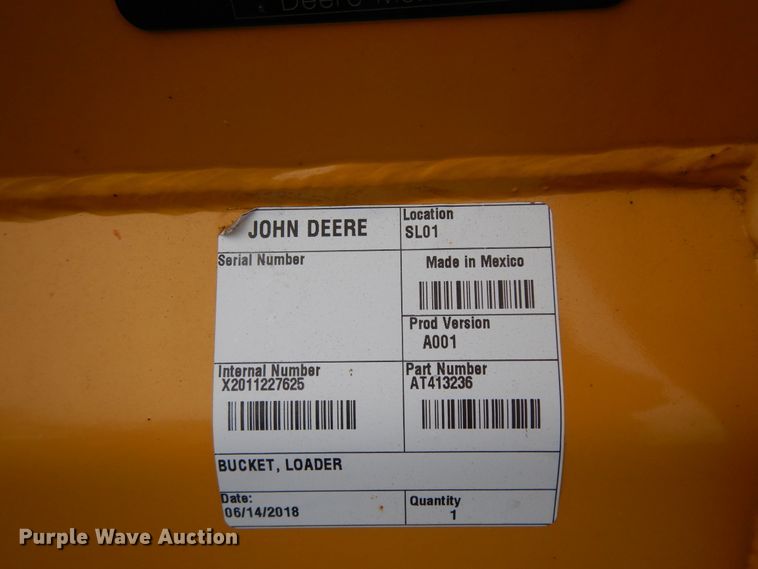 Deere
JOHN DEERE
Location
SL01
Serial Number
Made in Mexico
Prod Version
A001
Internal Number
X2011227625
Part Number
AT413236
BUCKET, LOADER
Date:
06/14/2018
Quantity
1
Purple Wave Auction